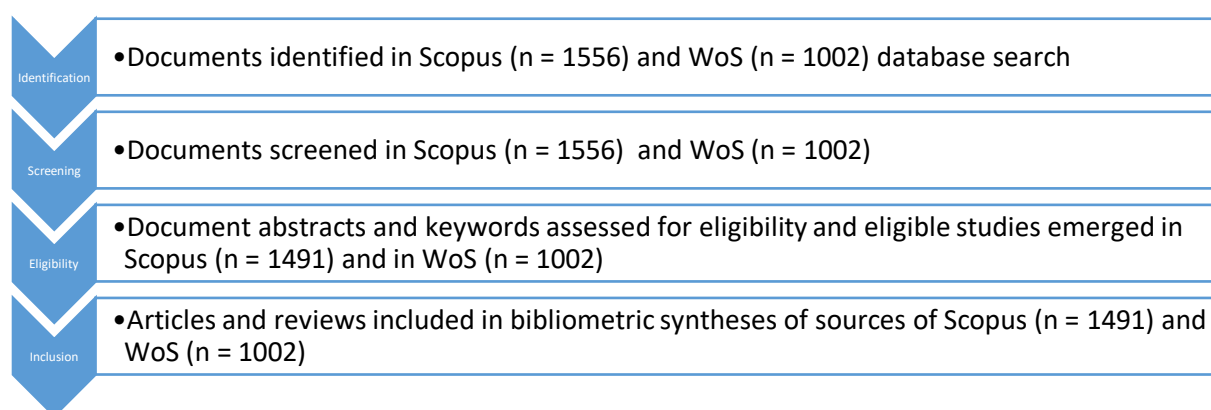 Identification
•Documents identified in Scopus (n = 1556) and WoS (n = 1002) database search
Screening
•Documents screened in Scopus (n = 1556)  and WoS (n = 1002)
Eligibility
•Document abstracts and keywords assessed for eligibility and eligible studies emerged in
Scopus (n = 1491) and in WoS (n = 1002)
Inclusion
•Articles and reviews included in bibliometric syntheses of sources of Scopus (n = 1491) and
WoS (n = 1002)